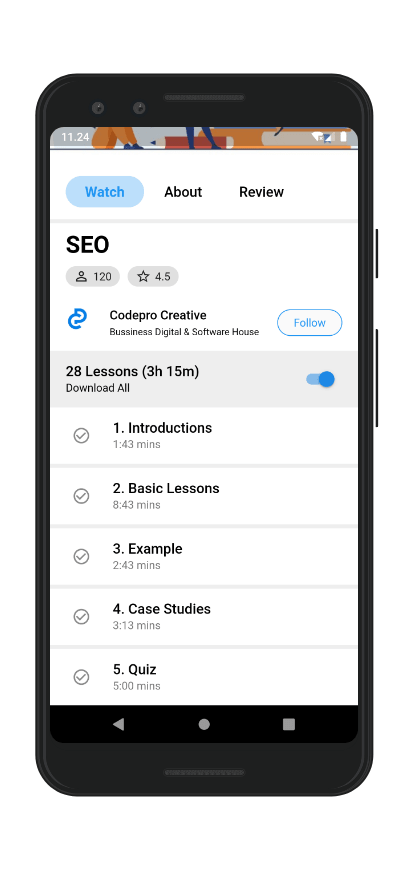 11.24
Watch
About
Review
SEO
120
4.5
Codepro Creative
Bussiness Digital & Software House
Follow
28 Lessons (3h 15m)
Download All
1. Introductions
1:43 mins
2. Basic Lessons
8:43 mins
3. Example
2:43 mins
4. Case Studies
3:13 mins
5. Quiz
5:00 mins